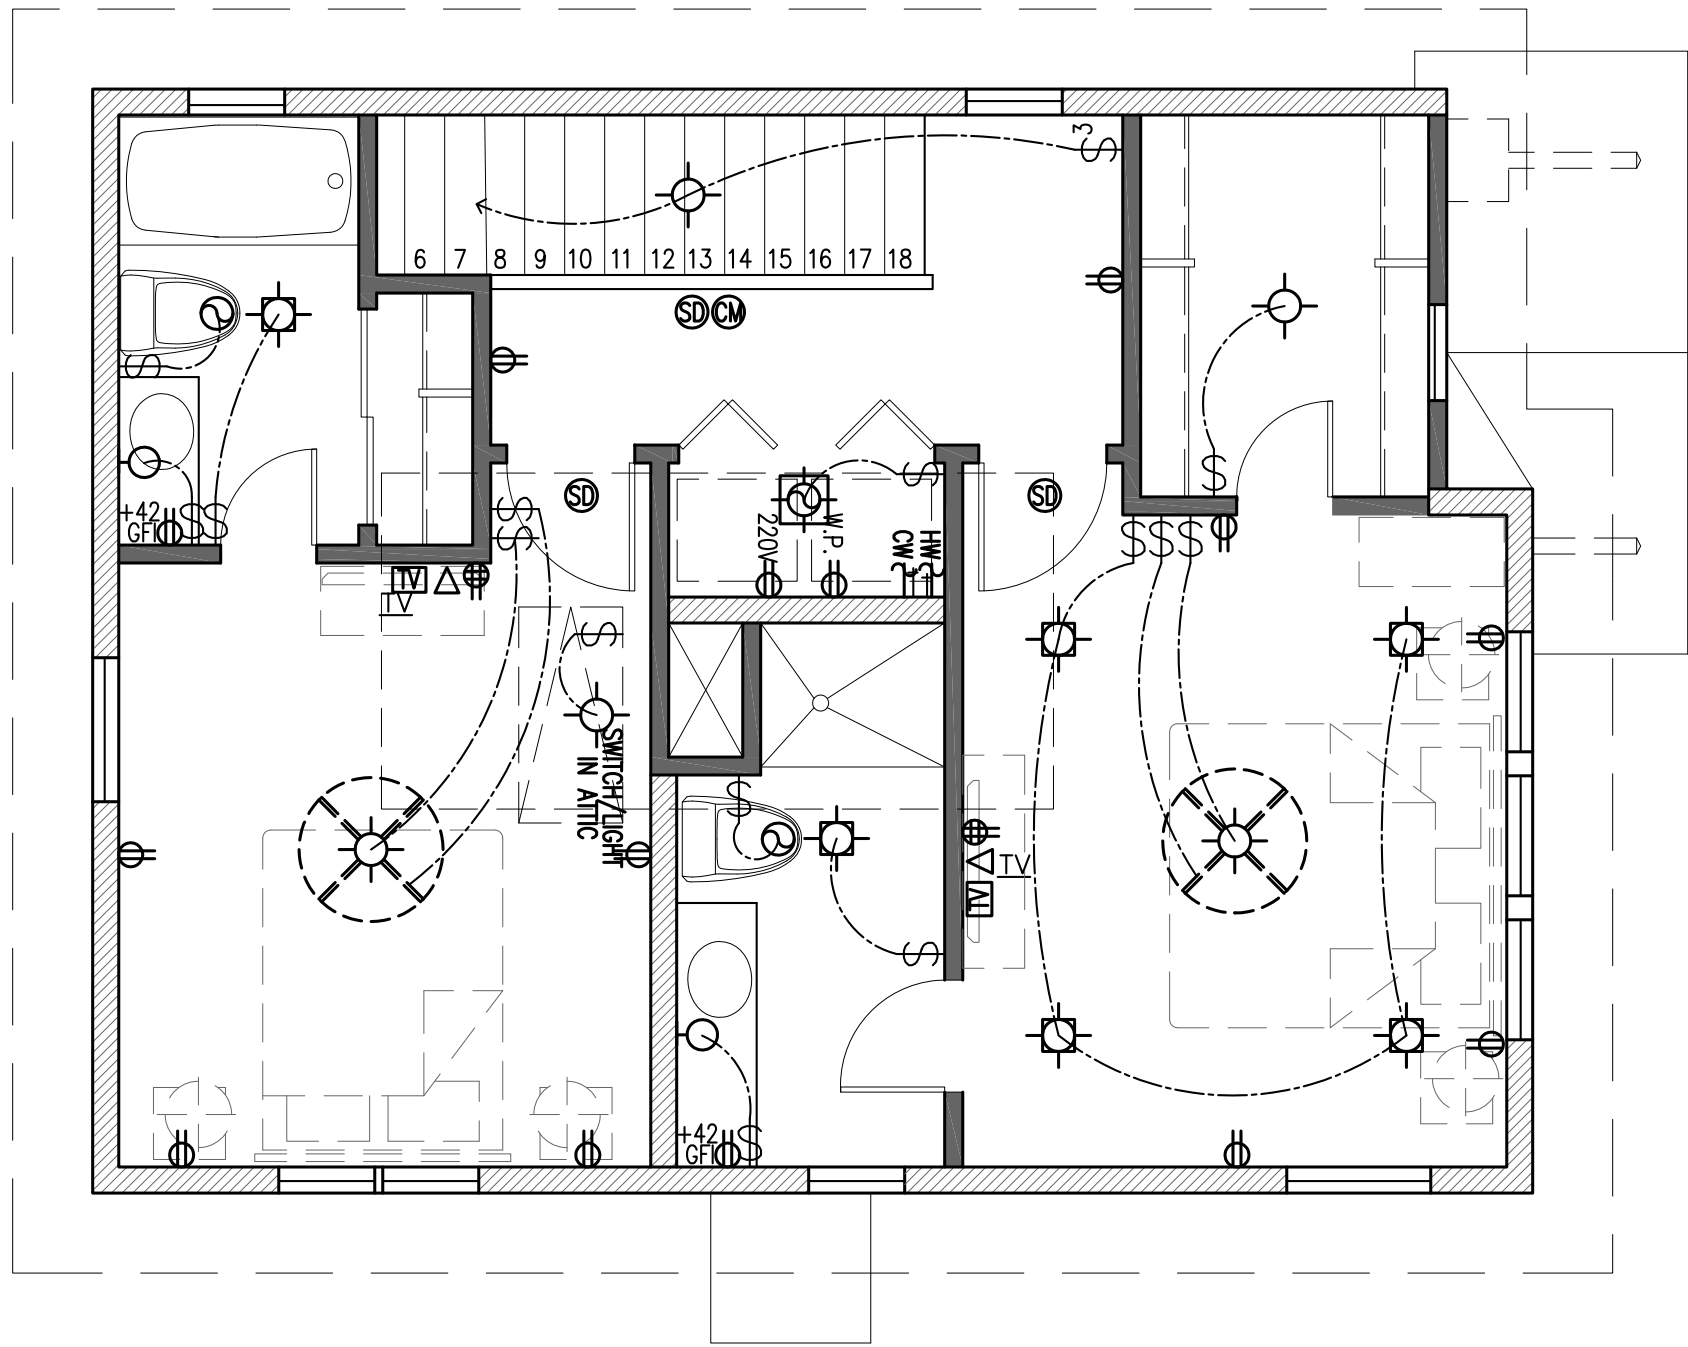 3
6 7 8 9 10 11 12 13 14 15 16 17 18
SD CM
$
$
$
$
SD
SD
+42
GFI
$$
$
$
220V
W.P.
CW
HW
$
$$$
TV
TV
$
SWITCH/LIGHT
IN ATTIC
$
TV
TV
$
+42
GFI
$